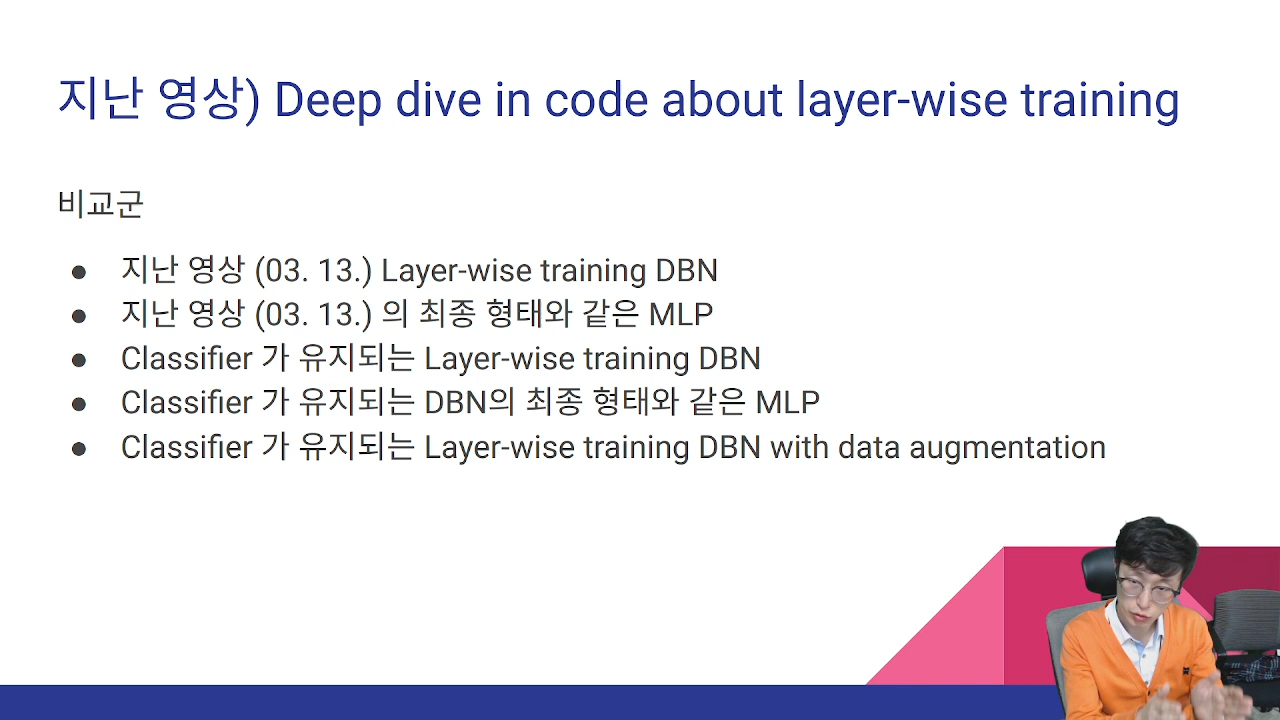 지난 영상) Deep dive in code about layer-wise training
비교군
● 지난 영상 (03. 13.) Layer-wise training DBN
● 지난 영상 (03. 13.) 의 최종 형태와 같은 MLP
● Classifier 가 유지되는 Layer-wise training DBN
● Classifier 가 유지되는 DBN의 최종 형태와 같은 MLP
● Classifier 가 유지되는 Layer-wise training DBN with data augmentation